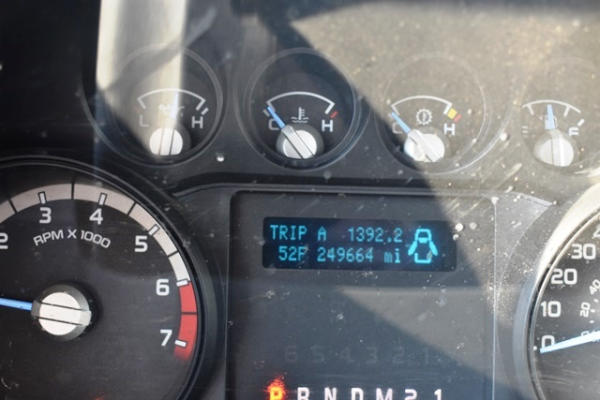 L H
C H
C H
F
2 3 4 5 6 7
RPM X 1000
TRIP A 1392.2
52F 249664 mi
30
20
10
0
6 5 4 3 2 1
P R N D M 2 1